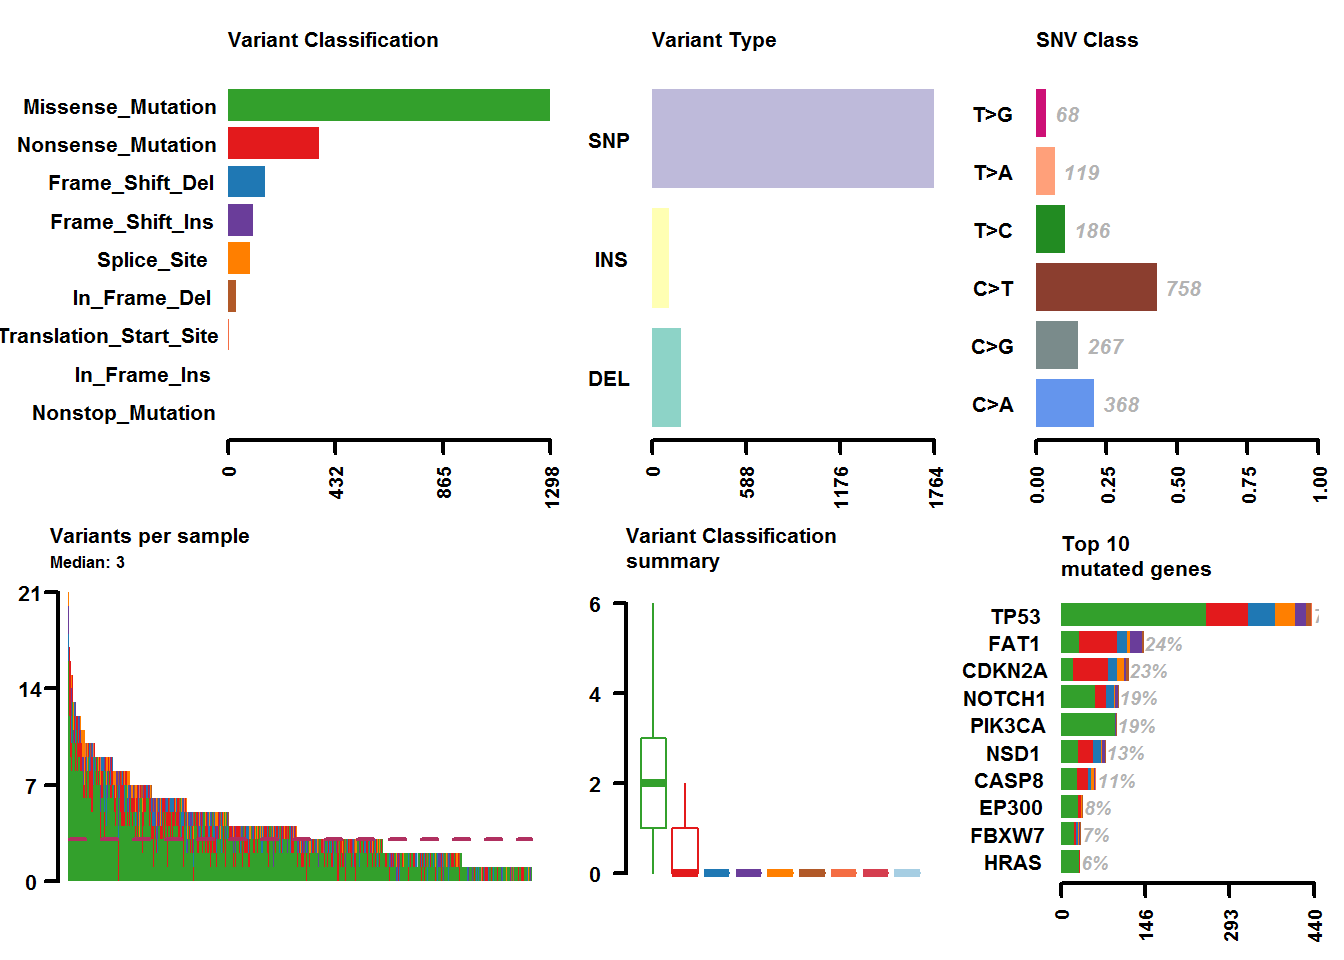 Variant Classification
Missense_Mutation
Nonsense_Mutation
Frame_Shift_Del
Frame_Shift_Ins
Splice_Site
In_Frame_Del
Translation_Start_Site
In_Frame_Ins
Nonstop_Mutation
0 432 865 1298
Variant Type
SNP
INS
DEL
0 588 1176 1764
SNV Class
T>G 68
T>A 119
T>C 186
C>T 758
C>G 267
C>A 368
0.00 0.25 0.50 0.75 1.00
Variants per sample
Median: 3
21
14
7
0
Variant Classification
summary
6
4
2
0
Top 10
mutated genes
TP53
FAT1 24%
CDKN2A 23%
NOTCH1 19%
PIK3CA 19%
NSD1 13%
CASP8 11%
EP300 8%
FBXW7 7%
HRAS 6%
0 146 293 440